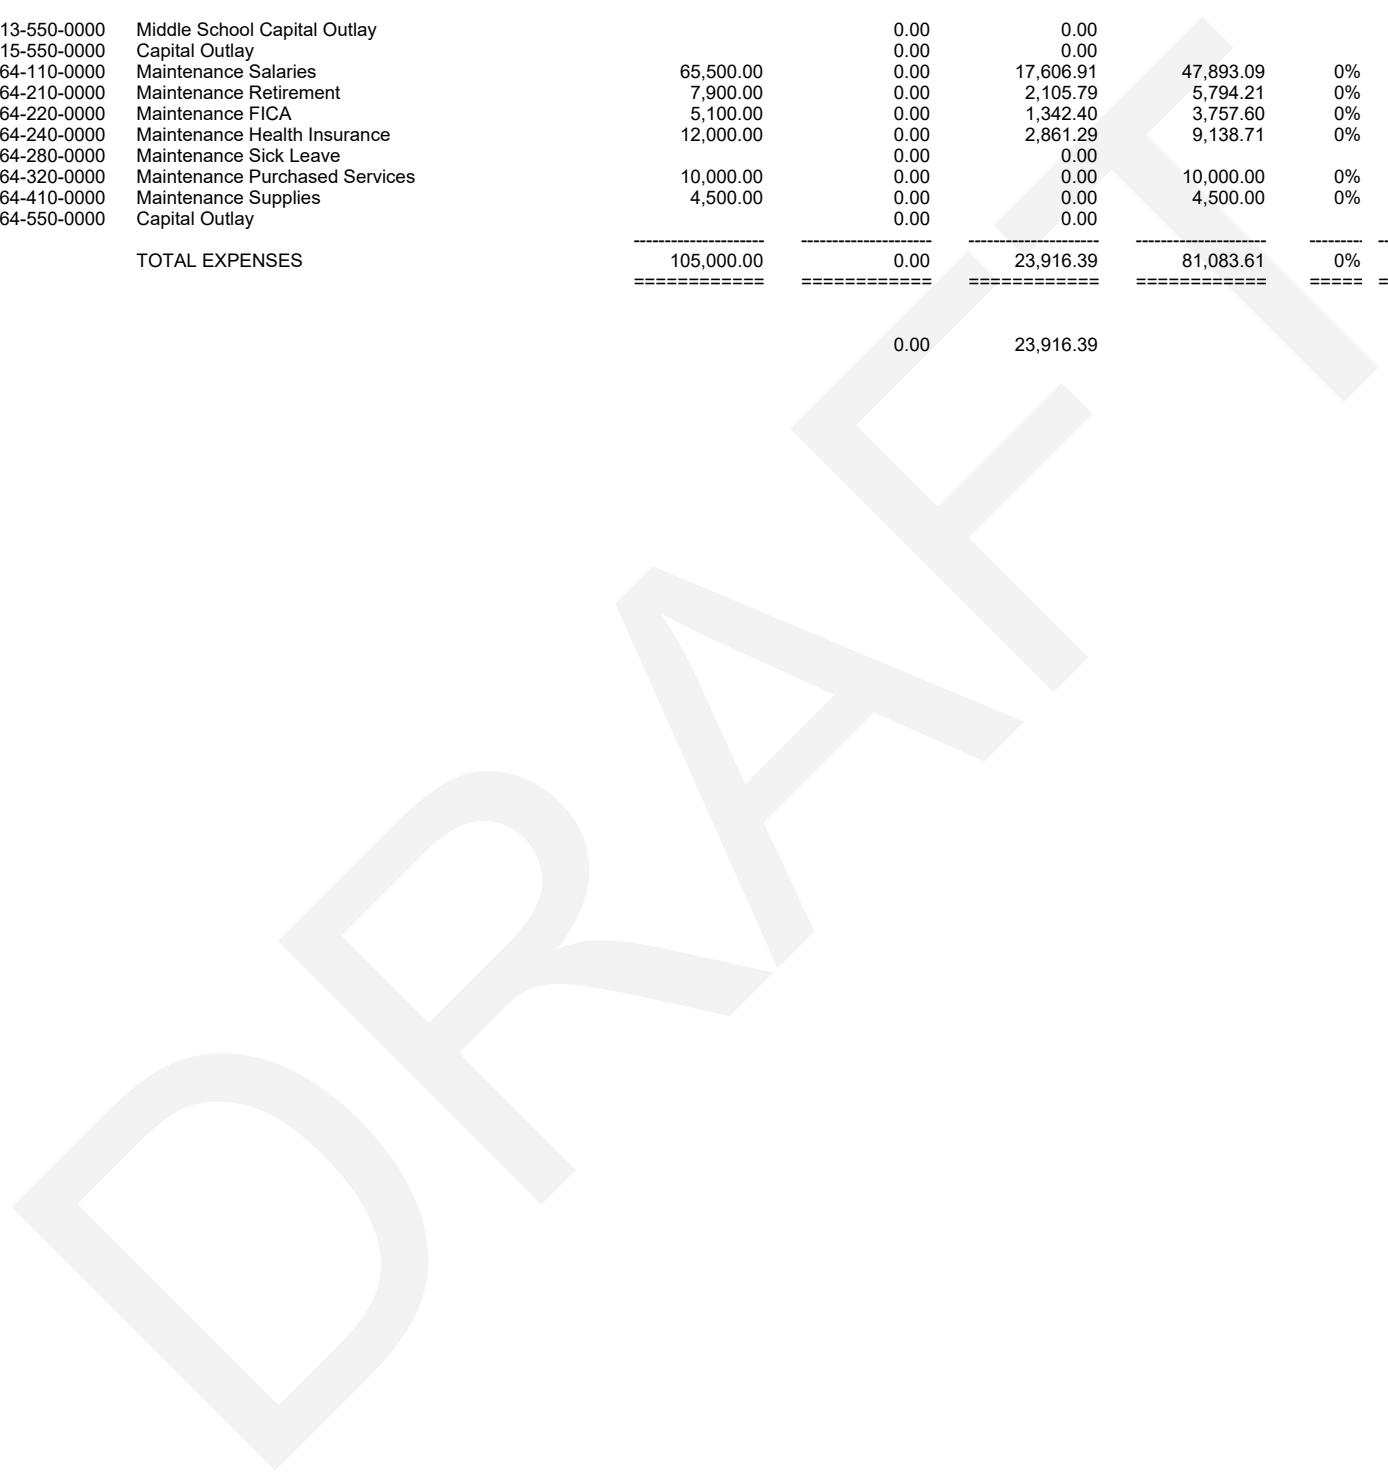 13-550-0000 Middle School Capital Outlay 0.00 0.00
15-550-0000 Capital Outlay 0.00 0.00
64-110-0000 Maintenance Salaries 65,500.00 0.00 17,606.91 47,893.09 0%
64-210-0000 Maintenance Retirement 7,900.00 0.00 2,105.79 5,794.21 0%
64-220-0000 Maintenance FICA 5,100.00 0.00 1,342.40 3,757.60 0%
64-240-0000 Maintenance Health Insurance 12,000.00 0.00 2,861.29 9,138.71 0%
64-280-0000 Maintenance Sick Leave 0.00 0.00
64-320-0000 Maintenance Purchased Services 10,000.00 0.00 0.00 10,000.00 0%
64-410-0000 Maintenance Supplies 4,500.00 0.00 0.00 4,500.00 0%
64-550-0000 Capital Outlay 0.00 0.00
--------------------- --------------------- --------------------- --------------------- -------- --
TOTAL EXPENSES 105,000.00 0.00 23,916.39 81,083.61 0%
============ ============ ============ ============ ===== =
0.00 23,916.39
DRAFT